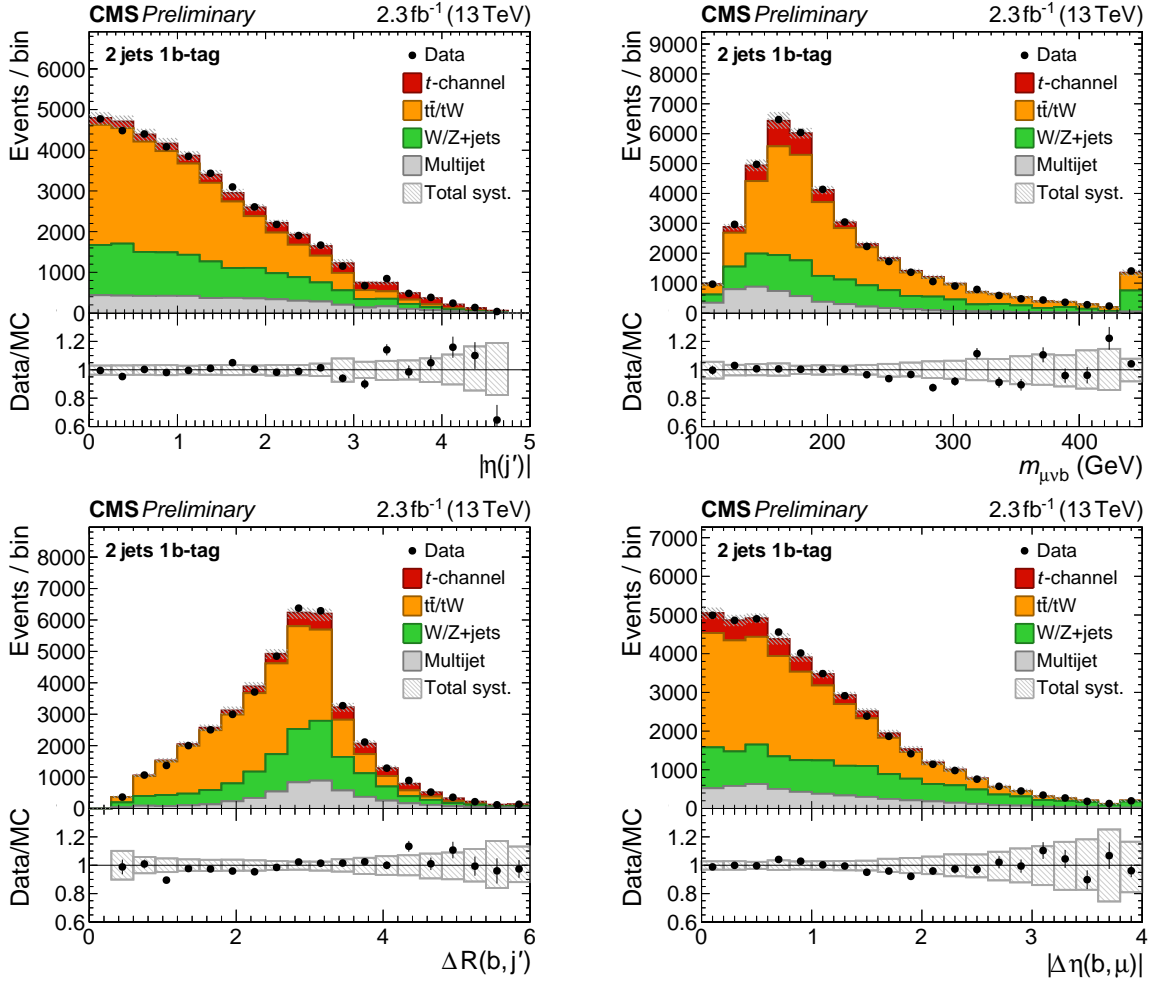 CMS Preliminary 2.3 fb⁻¹ (13 TeV)
Events / bin
6000
5000
4000
3000
2000
1000
0
2 jets 1 b-tag
Data
t-channel
tt̄/tW
W/Z+jets
Multijet
Total syst.
Data/MC
1.2
1
0.8
0.6
0 1 2 3 4 5
|η(j')|
CMS Preliminary 2.3 fb⁻¹ (13 TeV)
Events / bin
9000
8000
7000
6000
5000
4000
3000
2000
1000
0
2 jets 1 b-tag
Data
t-channel
tt̄/tW
W/Z+jets
Multijet
Total syst.
Data/MC
1.2
1
0.8
0.6
100 200 300 400
m_μνb (GeV)
CMS Preliminary 2.3 fb⁻¹ (13 TeV)
Events / bin
8000
7000
6000
5000
4000
3000
2000
1000
0
2 jets 1 b-tag
Data
t-channel
tt̄/tW
W/Z+jets
Multijet
Total syst.
Data/MC
1.2
1
0.8
0.6
0 2 4 6
ΔR(b, j')
CMS Preliminary 2.3 fb⁻¹ (13 TeV)
Events / bin
7000
6000
5000
4000
3000
2000
1000
0
2 jets 1 b-tag
Data
t-channel
tt̄/tW
W/Z+jets
Multijet
Total syst.
Data/MC
1.2
1
0.8
0.6
0 1 2 3 4
|Δη(b, μ)|